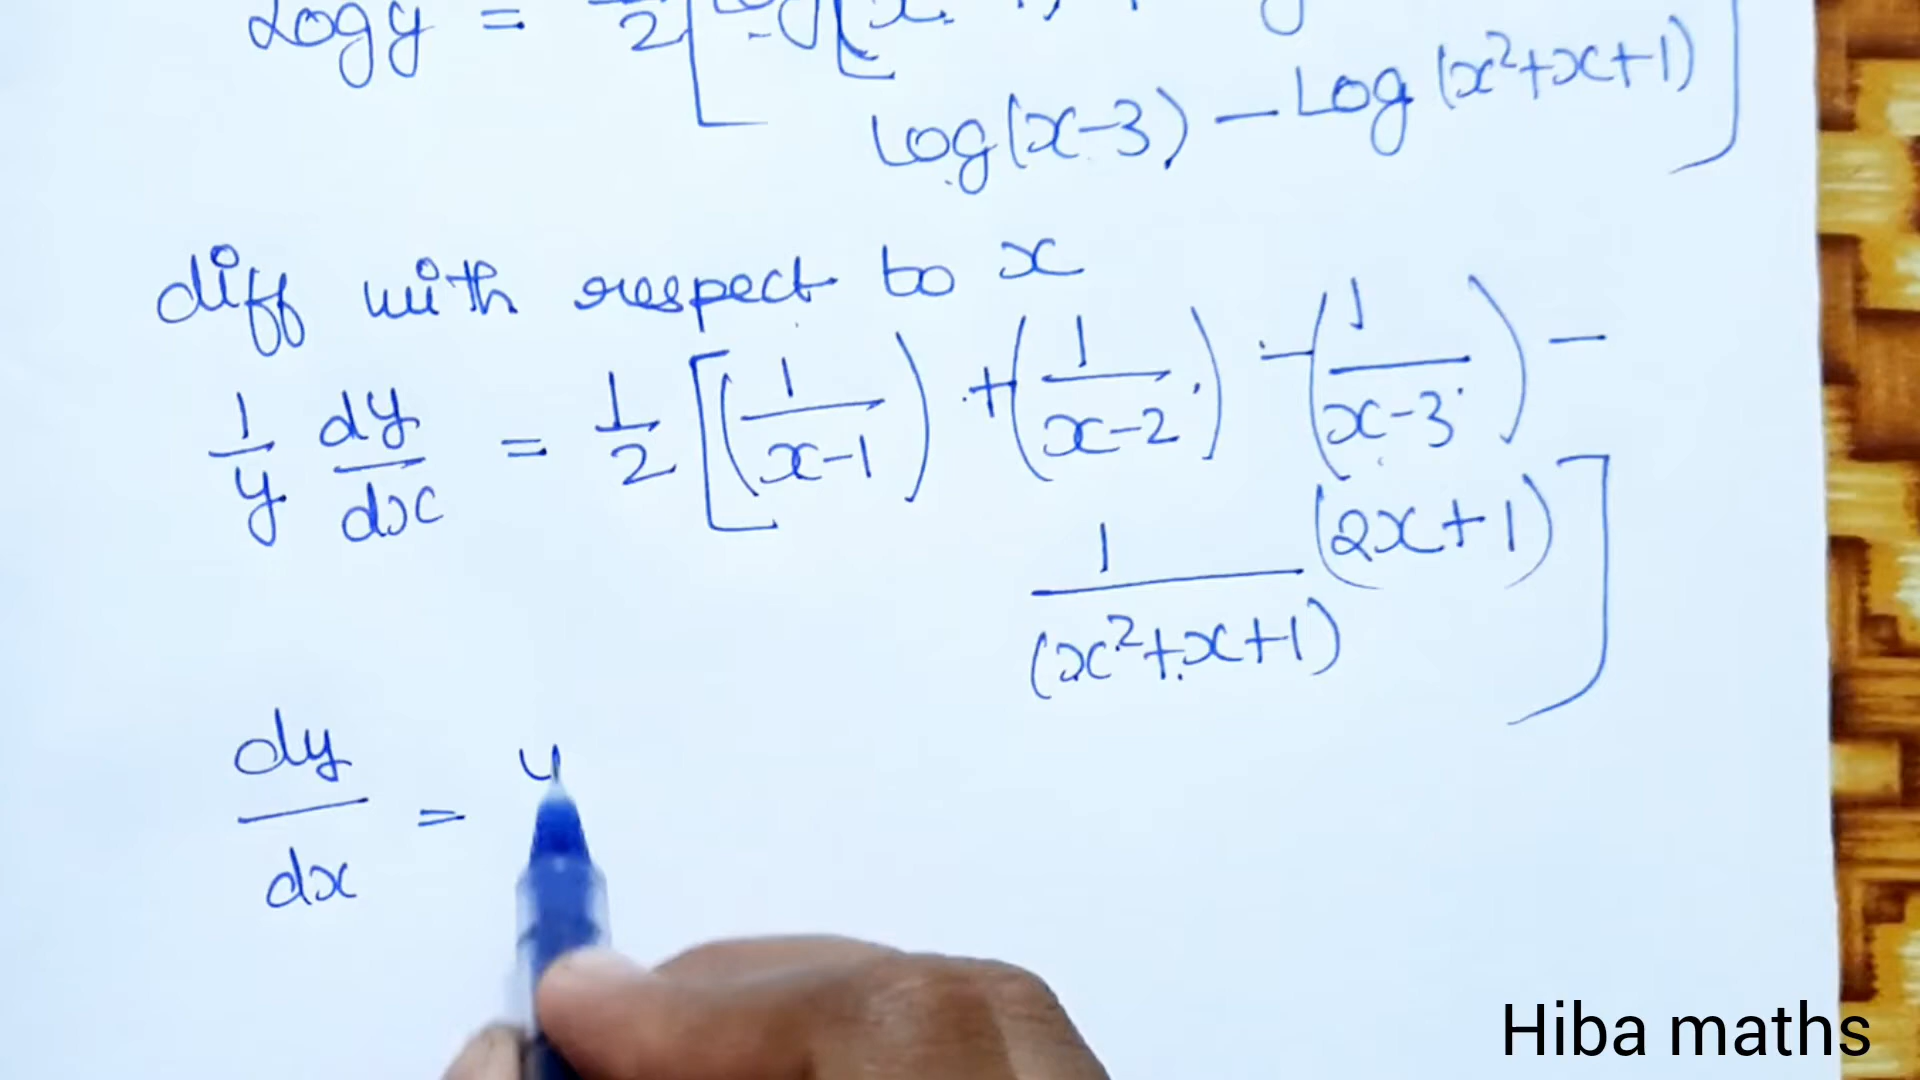 Log y = 1/2 [
log(x-3) - Log (x²+x+1) ]
diff with respect to x
1/y dy/dx = 1/2 [ (1/(x-1)) + (1/(x-2)) - (1/(x-3)) -
1/(x²+x+1) (2x+1) ]
dy/dx = y
Hiba maths